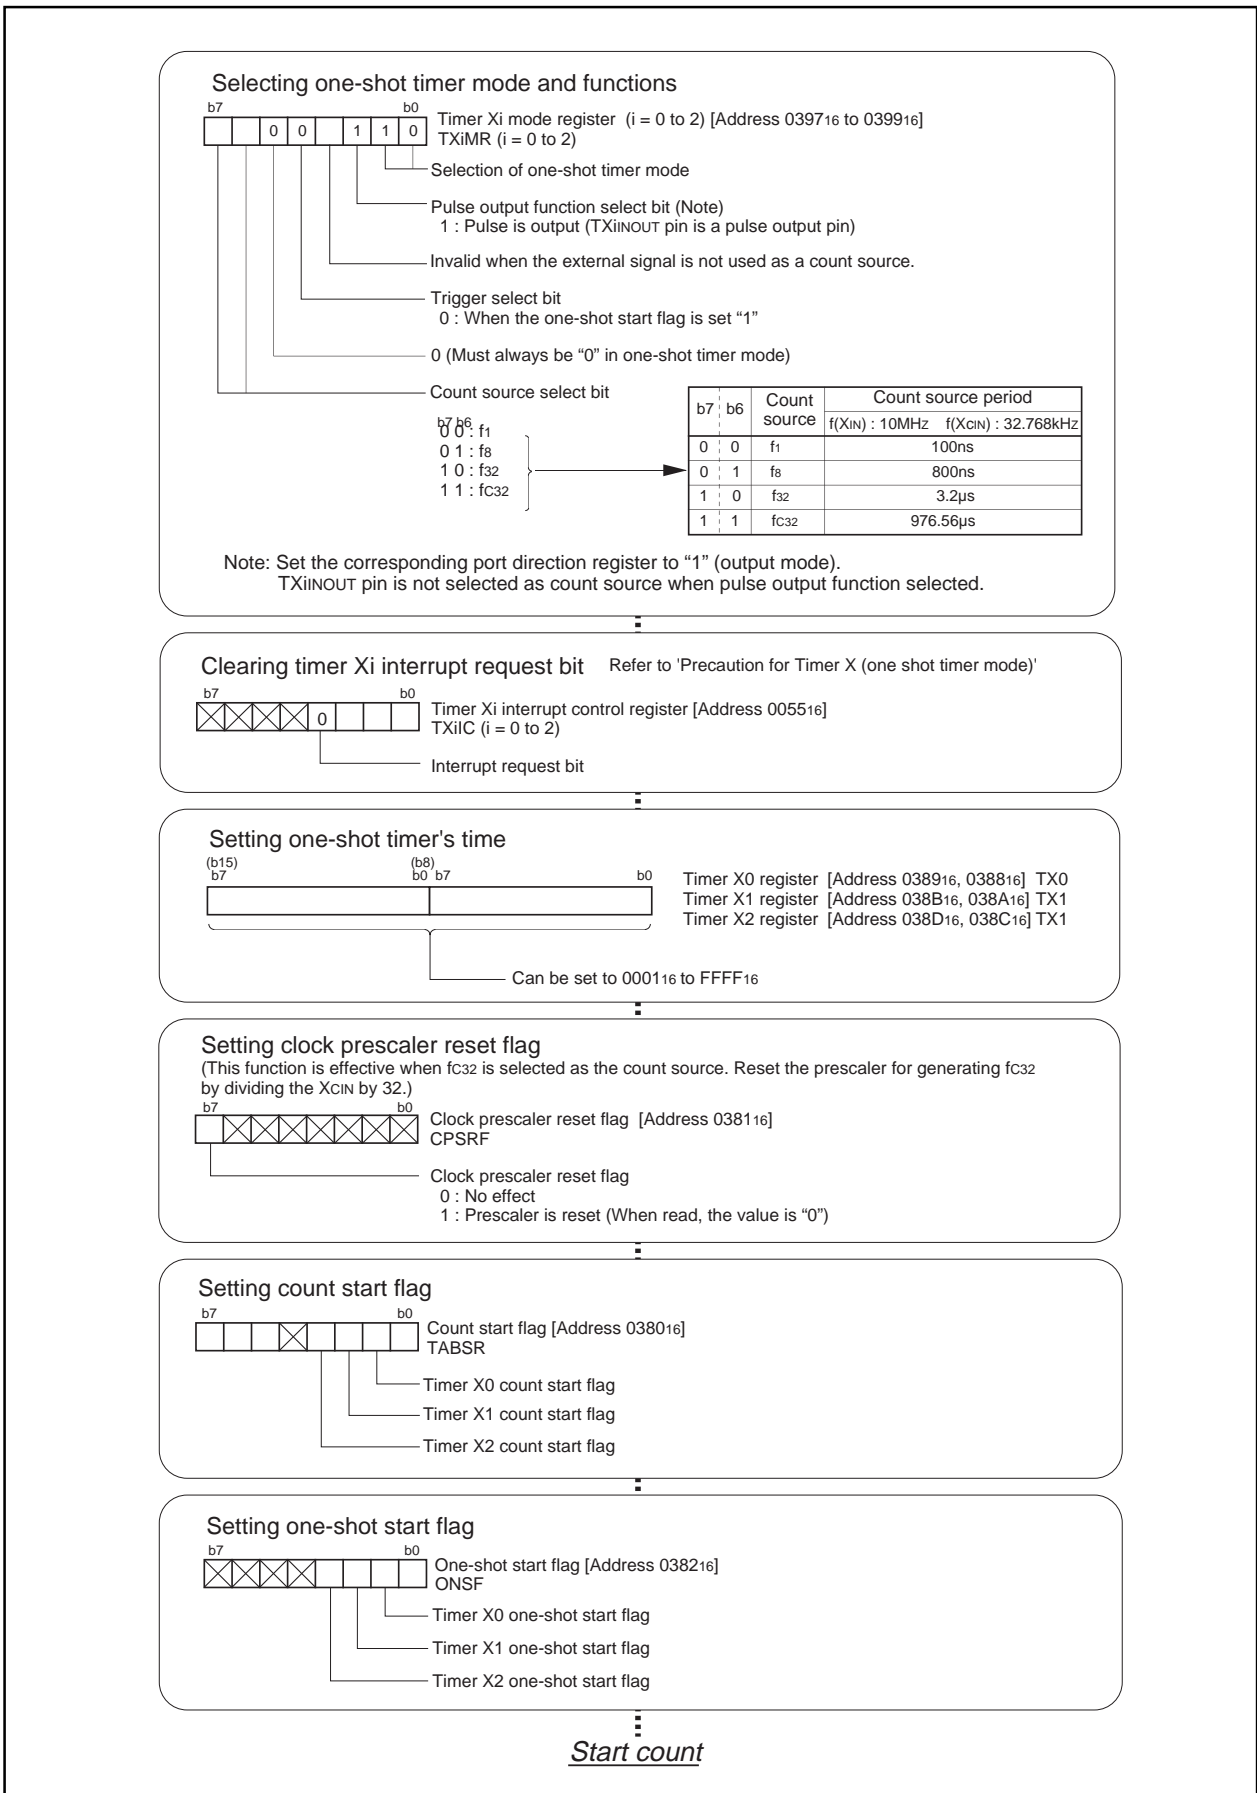 Selecting one-shot timer mode and functions
b7 b0
0 0 1 1 0
Timer Xi mode register (i = 0 to 2) [Address 039716 to 039916]
TXiMR (i = 0 to 2)
Selection of one-shot timer mode
Pulse output function select bit (Note)
1 : Pulse is output (TXiINOUT pin is a pulse output pin)
Invalid when the external signal is not used as a count source.
Trigger select bit
0 : When the one-shot start flag is set “1”
0 (Must always be “0” in one-shot timer mode)
Count source select bit
b7 b6
0 0 : f1
0 1 : f8
1 0 : f32
1 1 : fC32
b7 b6 Count source Count source period
f(XIN) : 10MHz f(XCIN) : 32.768kHz
0 0 f1 100ns
0 1 f8 800ns
1 0 f32 3.2µs
1 1 fC32 976.56µs
Note: Set the corresponding port direction register to “1” (output mode).
TXiINOUT pin is not selected as count source when pulse output function selected.
Clearing timer Xi interrupt request bit Refer to 'Precaution for Timer X (one shot timer mode)'
b7 b0
0
Timer Xi interrupt control register [Address 005516]
TXiIC (i = 0 to 2)
Interrupt request bit
Setting one-shot timer's time
(b15) (b8)
b7 b0 b7 b0
Timer X0 register [Address 038916, 038816] TX0
Timer X1 register [Address 038B16, 038A16] TX1
Timer X2 register [Address 038D16, 038C16] TX1
Can be set to 000116 to FFFF16
Setting clock prescaler reset flag
(This function is effective when fC32 is selected as the count source. Reset the prescaler for generating fC32
by dividing the XCIN by 32.)
b7 b0
Clock prescaler reset flag [Address 038116]
CPSRF
Clock prescaler reset flag
0 : No effect
1 : Prescaler is reset (When read, the value is “0”)
Setting count start flag
b7 b0
Count start flag [Address 038016]
TABSR
Timer X0 count start flag
Timer X1 count start flag
Timer X2 count start flag
Setting one-shot start flag
b7 b0
One-shot start flag [Address 038216]
ONSF
Timer X0 one-shot start flag
Timer X1 one-shot start flag
Timer X2 one-shot start flag
Start count